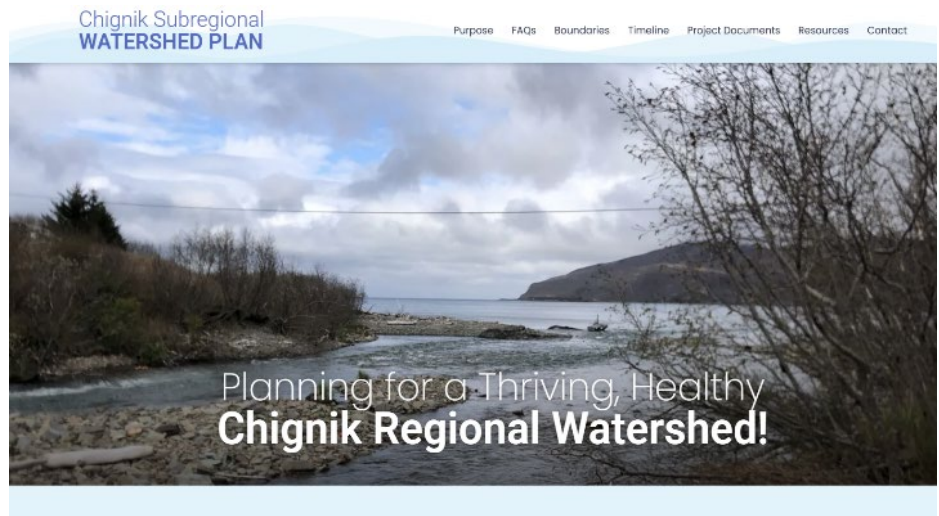 Chignik Subregional
WATERSHED PLAN
Purpose FAQs Boundaries Timeline Project Documents Resources Contact
Planning for a Thriving, Healthy
Chignik Regional Watershed!